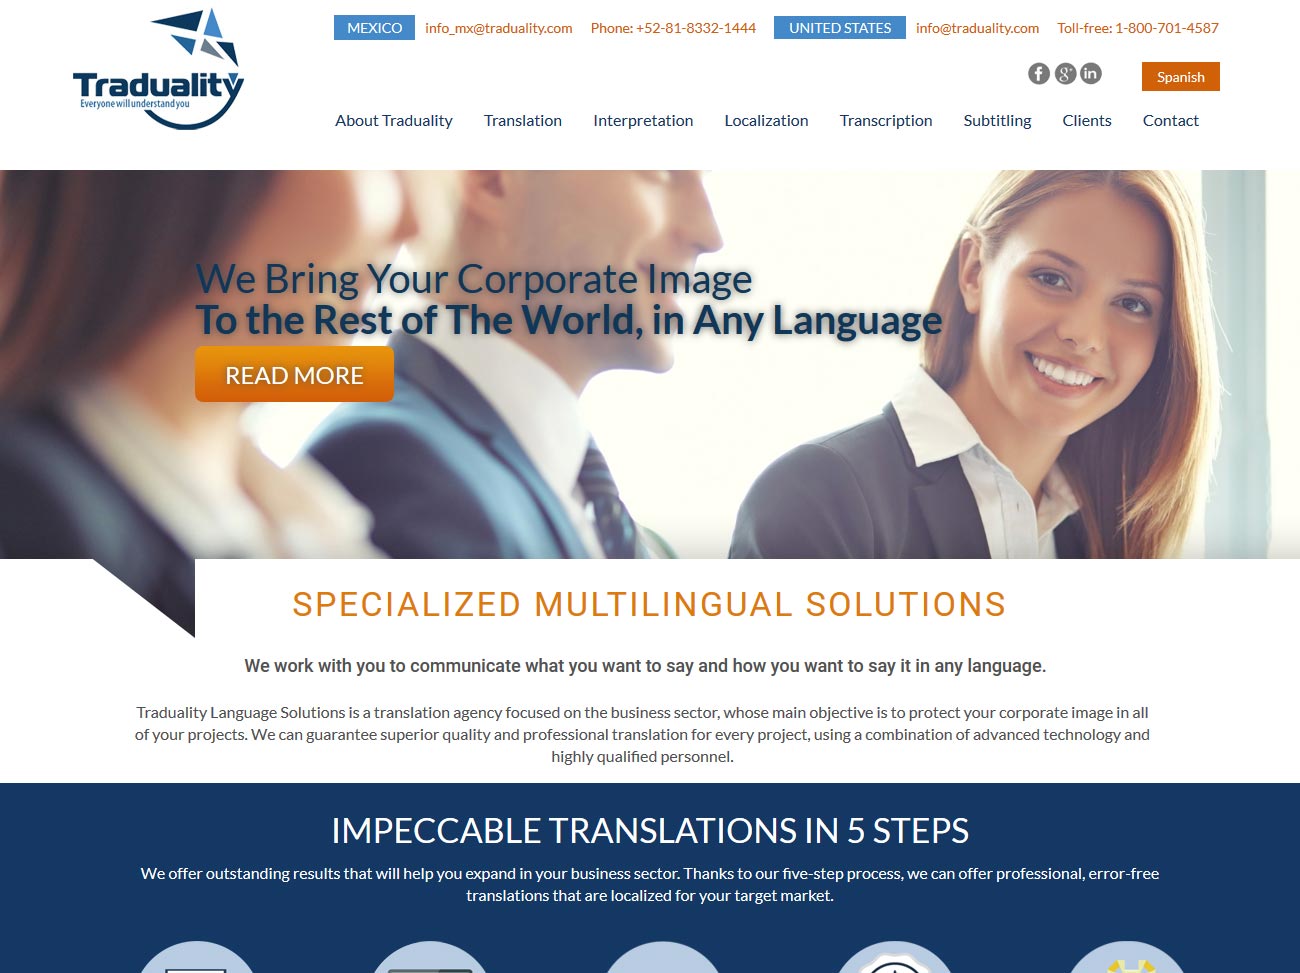 MEXICO info_mx@traduality.com Phone: +52-81-8332-1444 UNITED STATES info@traduality.com Toll-free: 1-800-701-4587
Traduality
Everyone will understand you
Spanish
About Traduality Translation Interpretation Localization Transcription Subtitling Clients Contact
We Bring Your Corporate Image
To the Rest of The World, in Any Language
READ MORE
SPECIALIZED MULTILINGUAL SOLUTIONS
We work with you to communicate what you want to say and how you want to say it in any language.
Traduality Language Solutions is a translation agency focused on the business sector, whose main objective is to protect your corporate image in all
of your projects. We can guarantee superior quality and professional translation for every project, using a combination of advanced technology and
highly qualified personnel.
IMPECCABLE TRANSLATIONS IN 5 STEPS
We offer outstanding results that will help you expand in your business sector. Thanks to our five-step process, we can offer professional, error-free
translations that are localized for your target market.